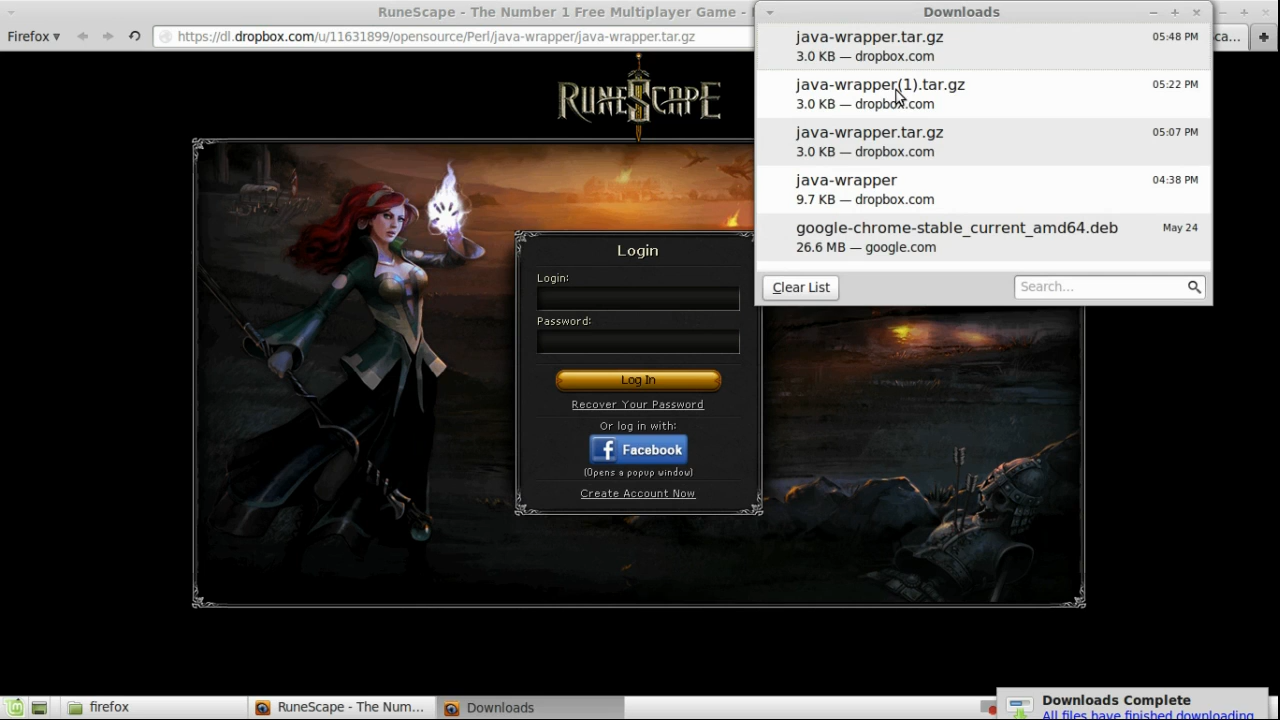 RuneScape - The Number 1 Free Multiplayer Game -
Firefox
https://dl.dropbox.com/u/11631899/opensource/Perl/java-wrapper/java-wrapper.tar.gz
RUNESCAPE
Login
Login:
Password:
Log In
Recover Your Password
Or log in with:
f Facebook
(Opens a popup window)
Create Account Now
Downloads
java-wrapper.tar.gz 05:48 PM
3.0 KB — dropbox.com
java-wrapper(1).tar.gz 05:22 PM
3.0 KB — dropbox.com
java-wrapper.tar.gz 05:07 PM
3.0 KB — dropbox.com
java-wrapper 04:38 PM
9.7 KB — dropbox.com
google-chrome-stable_current_amd64.deb May 24
26.6 MB — google.com
Clear List
Search...
firefox
RuneScape - The Num...
Downloads
Downloads Complete
All files have finished downloading